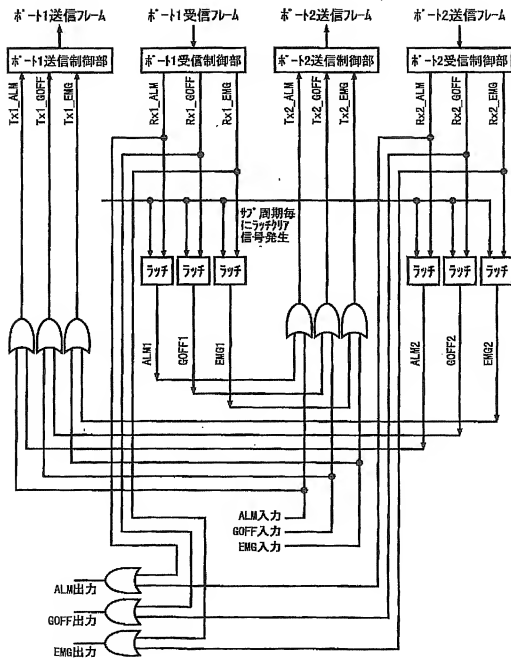 ポート1送信フレーム
ポート1受信フレーム
ポート2送信フレーム
ポート2受信フレーム
ポート1送信制御部
ポート1受信制御部
ポート2送信制御部
ポート2受信制御部
Tx1_ALM
Tx1_GOFF
Tx1_EMG
Rx1_ALM
Rx1_GOFF
Rx1_EMG
Tx2_ALM
Tx2_GOFF
Tx2_EMG
Rx2_ALM
Rx2_GOFF
Rx2_EMG
サブ周期毎
にラッチクリア
信号発生
ラッチ
ラッチ
ラッチ
ラッチ
ラッチ
ラッチ
ALM1
GOFF1
EMG1
ALM2
GOFF2
EMG2
ALM入力
GOFF入力
EMG入力
ALM出力
GOFF出力
EMG出力